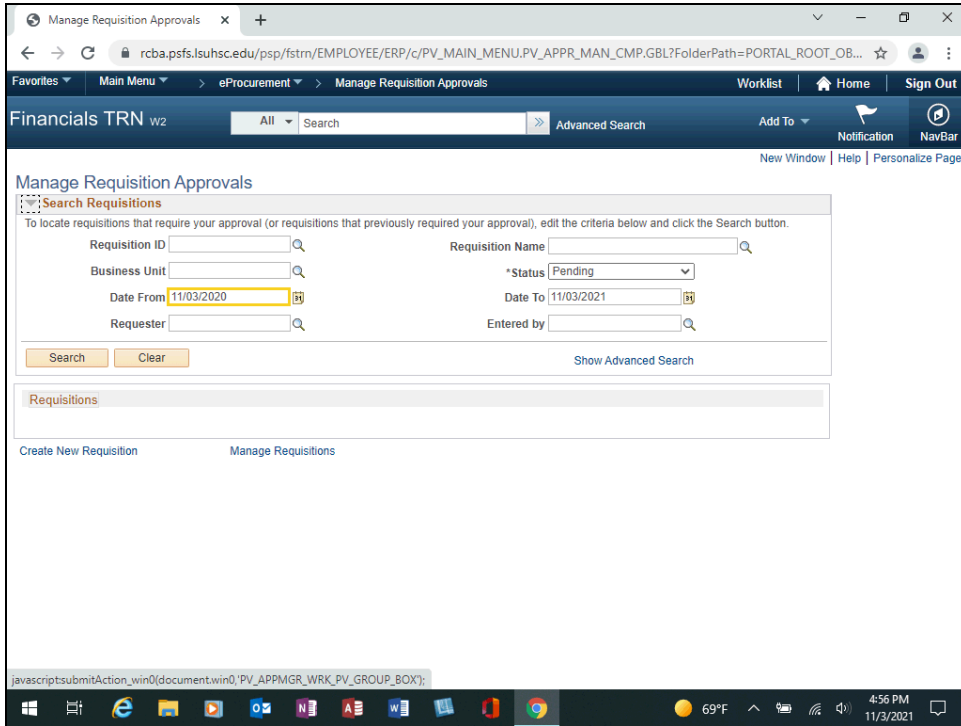 Manage Requisition Approvals
rcba.psfs.lsuhsc.edu/psp/fstrn/EMPLOYEE/ERP/c/PV_MAIN_MENU.PV_APPR_MAN_CMP.GBL?FolderPath=PORTAL_ROOT_OB...
Favorites Main Menu > eProcurement > Manage Requisition Approvals Worklist Home Sign Out
Financials TRN W2 All Search » Advanced Search Add To Notification NavBar
New Window | Help | Personalize Page
Manage Requisition Approvals
Search Requisitions
To locate requisitions that require your approval (or requisitions that previously required your approval), edit the criteria below and click the Search button.
Requisition ID Requisition Name
Business Unit *Status Pending
Date From 11/03/2020 31 Date To 11/03/2021 31
Requester Entered by
Search Clear Show Advanced Search
Requisitions
Create New Requisition Manage Requisitions
javascript:submitAction_win0(document.win0,'PV_APPMGR_WRK_PV_GROUP_BOX');
69°F 4:56 PM
11/3/2021